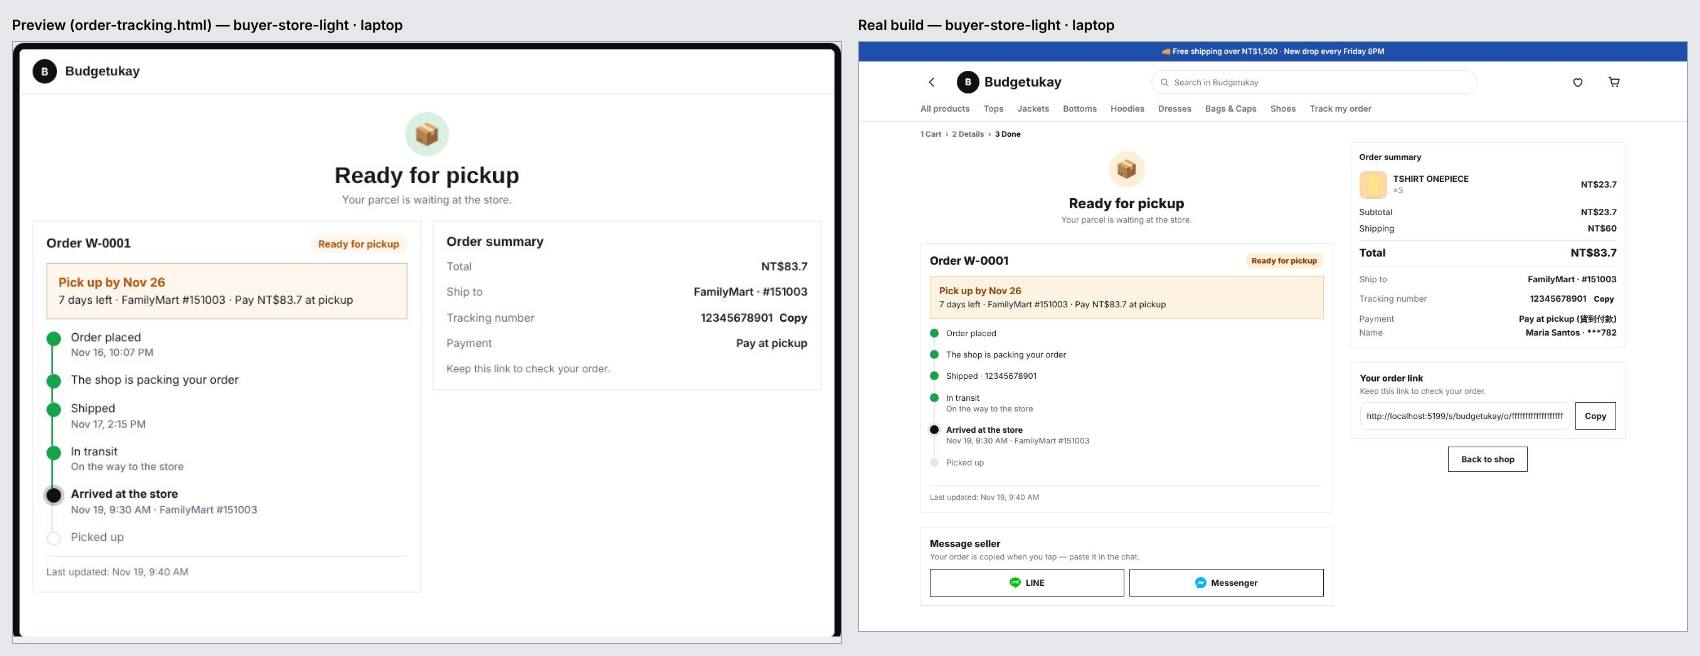 Preview (order-tracking.html) — buyer-store-light · laptop
B Budgetukay
Ready for pickup
Your parcel is waiting at the store.
Order W-0001
Ready for pickup
Pick up by Nov 26
7 days left · FamilyMart #151003 · Pay NT$83.7 at pickup
Order placed
Nov 16, 10:07 PM
The shop is packing your order
Shipped
Nov 17, 2:15 PM
In transit
On the way to the store
Arrived at the store
Nov 19, 9:30 AM · FamilyMart #151003
Picked up
Last updated: Nov 19, 9:40 AM
Order summary
Total NT$83.7
Ship to FamilyMart · #151003
Tracking number 12345678901 Copy
Payment Pay at pickup
Keep this link to check your order.
Real build — buyer-store-light · laptop
🚚 Free shipping over NT$1,500 · New drop every Friday 8PM
B Budgetukay
Search in Budgetukay
All products Tops Jackets Bottoms Hoodies Dresses Bags & Caps Shoes Track my order
1 Cart › 2 Details › 3 Done
Ready for pickup
Your parcel is waiting at the store.
Order W-0001
Ready for pickup
Pick up by Nov 26
7 days left · FamilyMart #151003 · Pay NT$83.7 at pickup
Order placed
The shop is packing your order
Shipped · 12345678901
In transit
On the way to the store
Arrived at the store
Nov 19, 9:30 AM · FamilyMart #151003
Picked up
Last updated: Nov 19, 9:40 AM
Message seller
Your order is copied when you tap — paste it in the chat.
LINE
Messenger
Order summary
TSHIRT ONEPIECE NT$23.7
×3
Subtotal NT$23.7
Shipping NT$60
Total NT$83.7
Ship to FamilyMart · #151003
Tracking number 12345678901 Copy
Payment Pay at pickup (貨到付款)
Name Maria Santos · ***782
Your order link
Keep this link to check your order.
http://localhost:5199/s/budgetukay/o/ffffffffffffffffffff
Copy
Back to shop